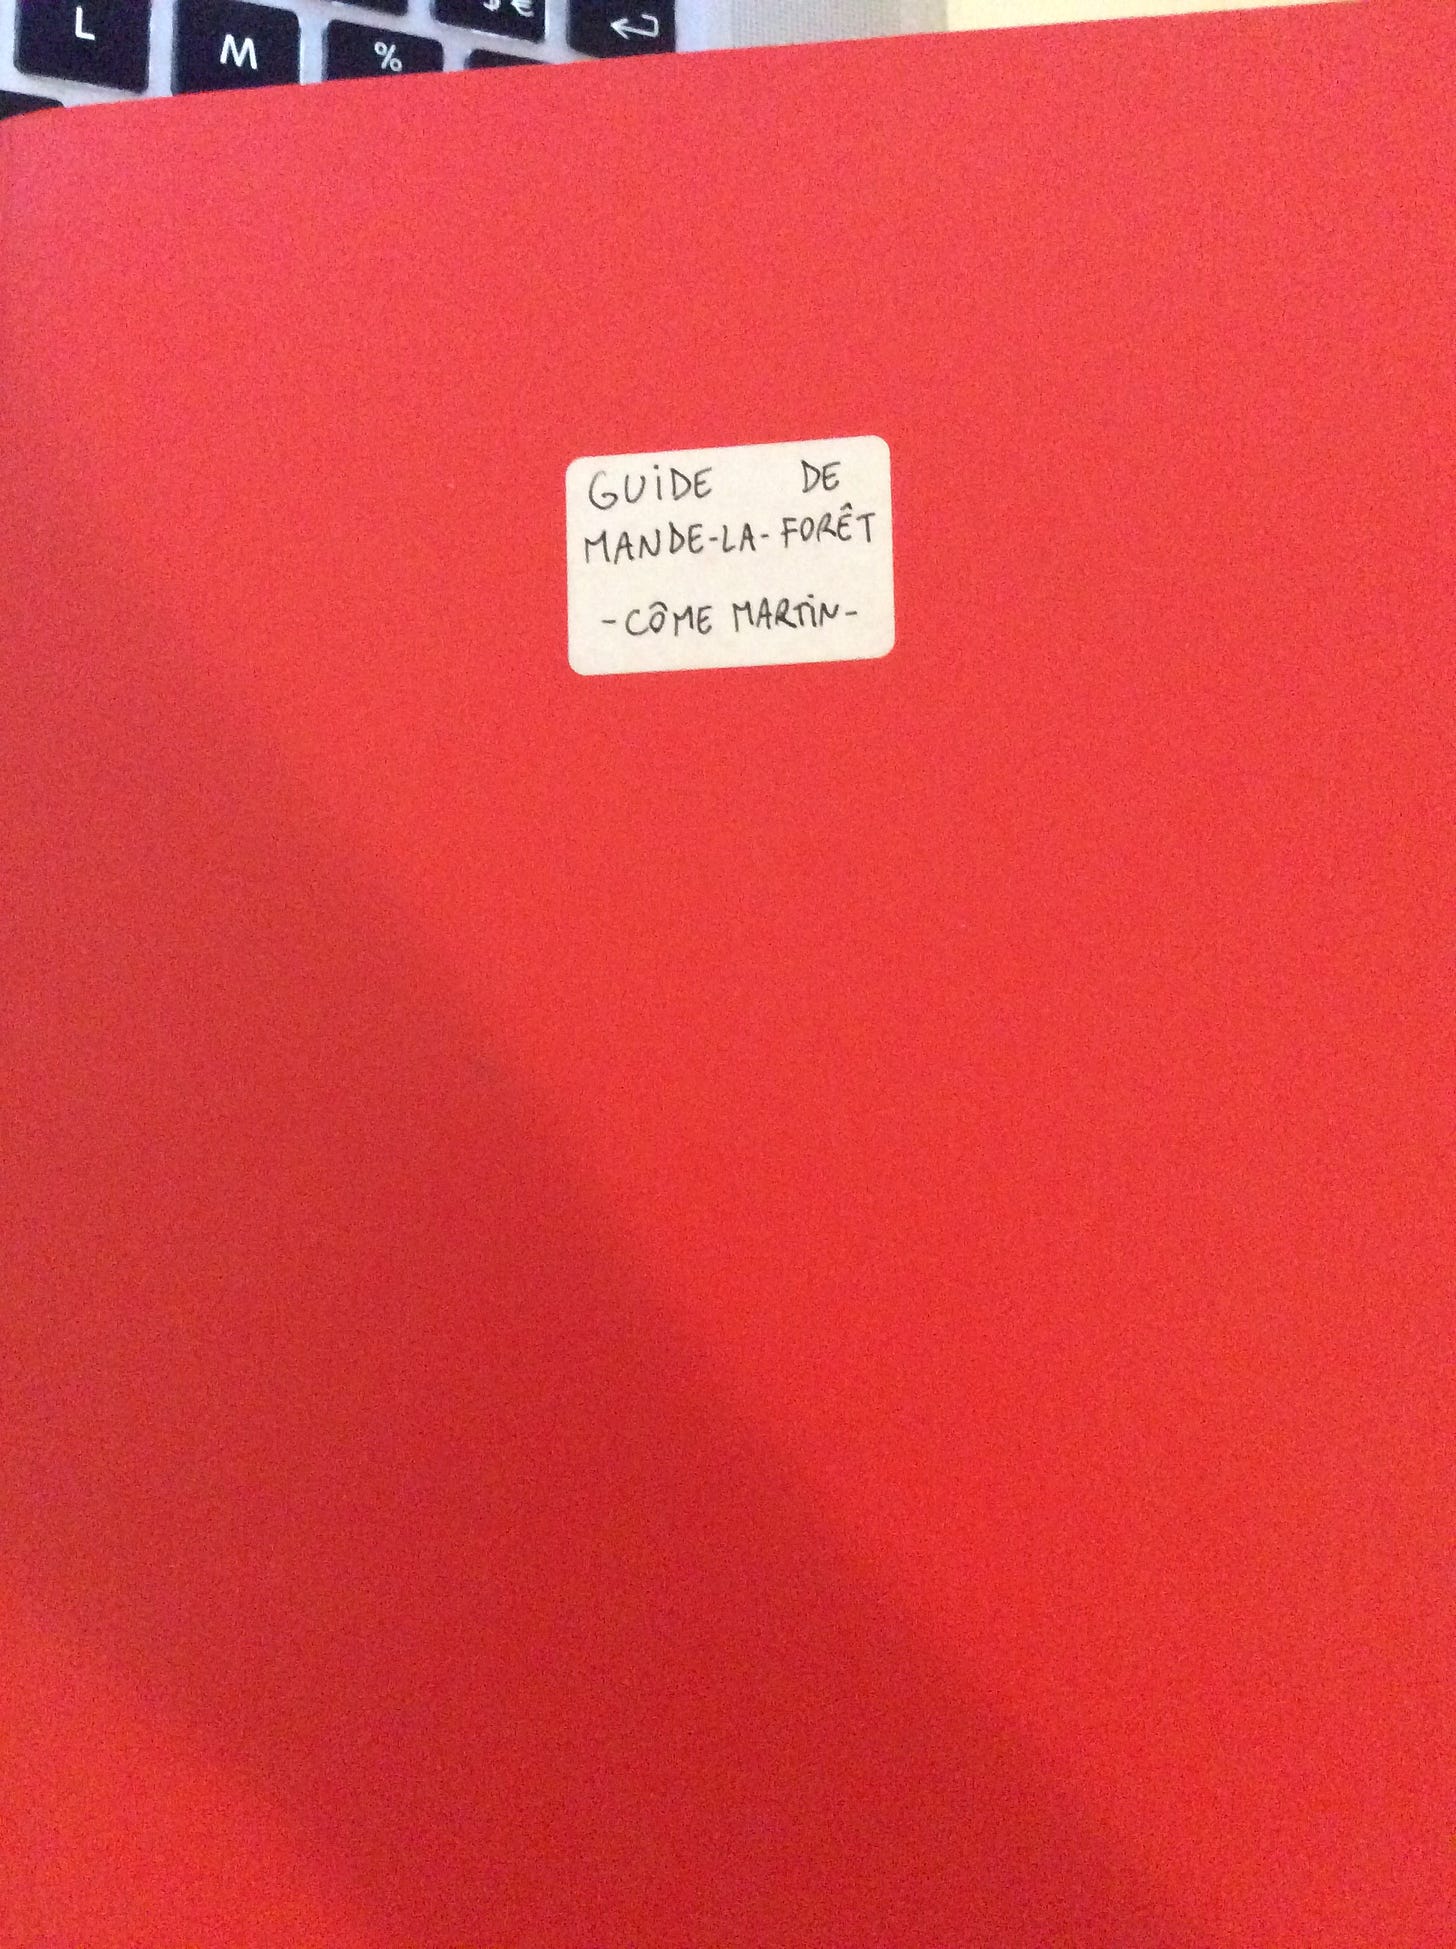 L
M
%
€
GUIDE DE
MANDE-LA-FORÊT
-CÔME MARTIN-